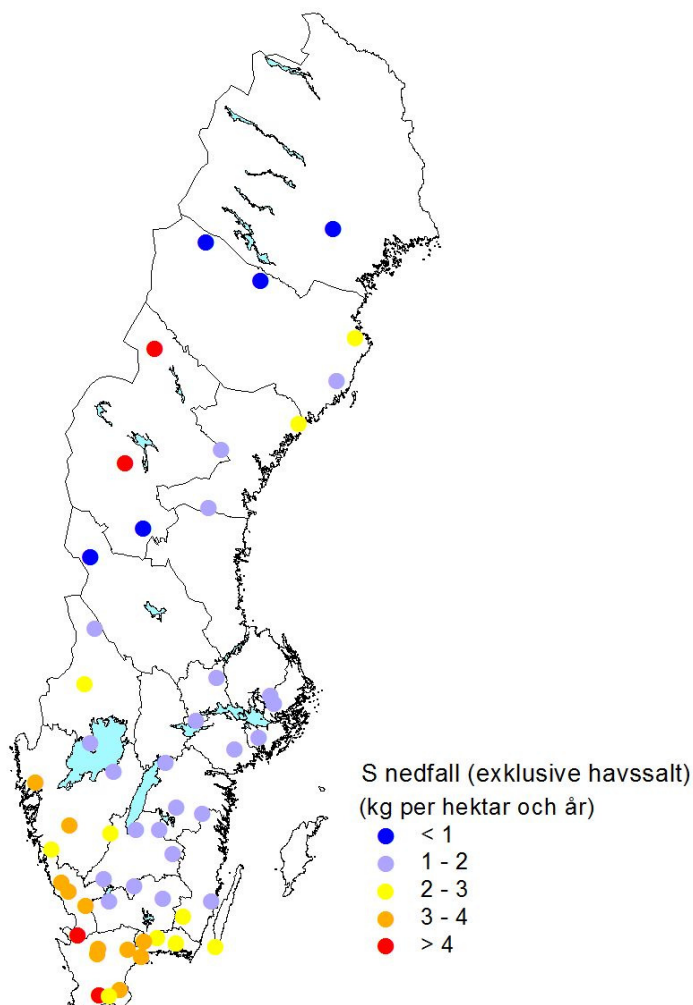 S nedfall (exklusive havssalt)
(kg per hektar och år)
< 1
1 - 2
2 - 3
3 - 4
> 4